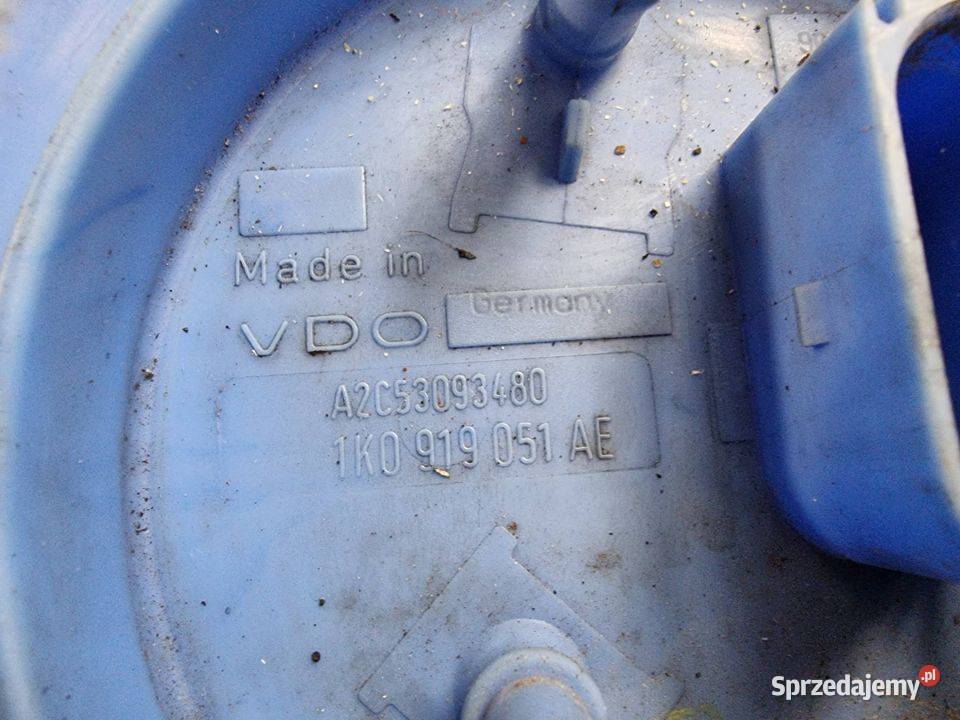 Made in
Germany
VDO
A2C53093480
1K0 919 051 AE
Sprzedajemy.pl